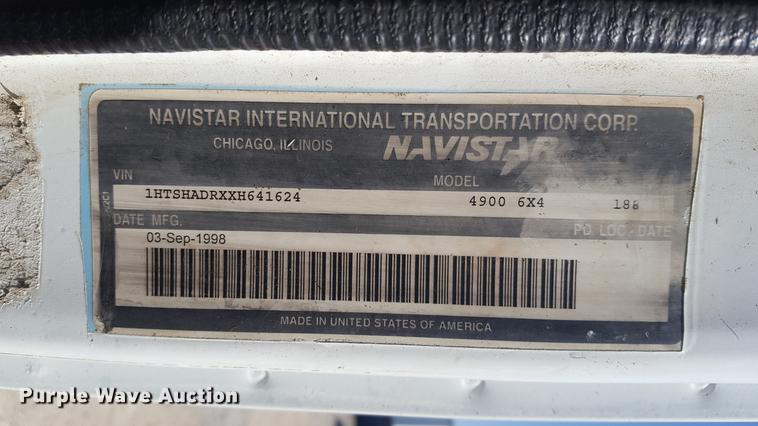 NAVISTAR INTERNATIONAL TRANSPORTATION CORP.
CHICAGO, ILLINOIS NAVISTAR
VIN MODEL
1HTSHADRXXH641624 4900 6X4 188
DATE MFG. PD LOC - DATE
03-Sep-1998
MADE IN UNITED STATES OF AMERICA
Purple Wave Auction